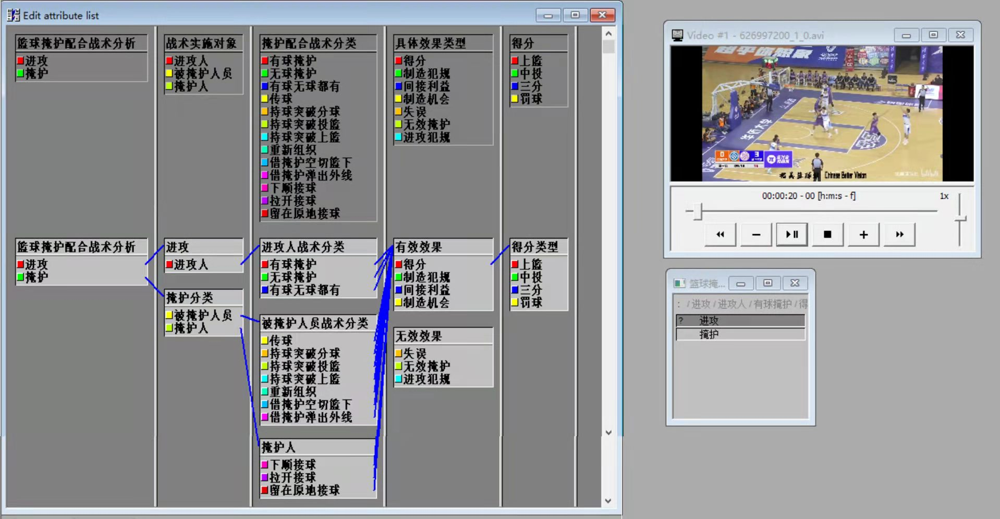 Edit attribute list
篮球掩护配合战术分析
进攻
掩护
战术实施对象
进攻人
被掩护人员
掩护人
掩护配合战术分类
有球掩护
无球掩护
有球无球都有
传球
持球突破分球
持球突破投篮
持球突破上篮
重新组织
借掩护空切篮下
借掩护弹出外线
下顺接球
拉开接球
留在原地接球
具体效果类型
得分
制造犯规
间接利益
制造机会
失误
无效掩护
进攻犯规
得分
上篮
中投
三分
罚球
篮球掩护配合战术分析
进攻
掩护
进攻
进攻人
掩护分类
被掩护人员
掩护人
进攻人战术分类
有球掩护
无球掩护
有球无球都有
被掩护人员战术分类
传球
持球突破分球
持球突破投篮
持球突破上篮
重新组织
借掩护空切篮下
借掩护弹出外线
掩护人
下顺接球
拉开接球
留在原地接球
有效效果
得分
制造犯规
间接利益
制造机会
无效效果
失误
无效掩护
进攻犯规
得分类型
上篮
中投
三分
罚球
Video #1 - 626997200_1_0.avi
华侨大学
0 3
Chinese Baller Vision
00:00:20 - 00 [h:m:s - f]
1x
篮球掩...
: /进攻/进攻人/有球掩护/得
? 进攻
掩护